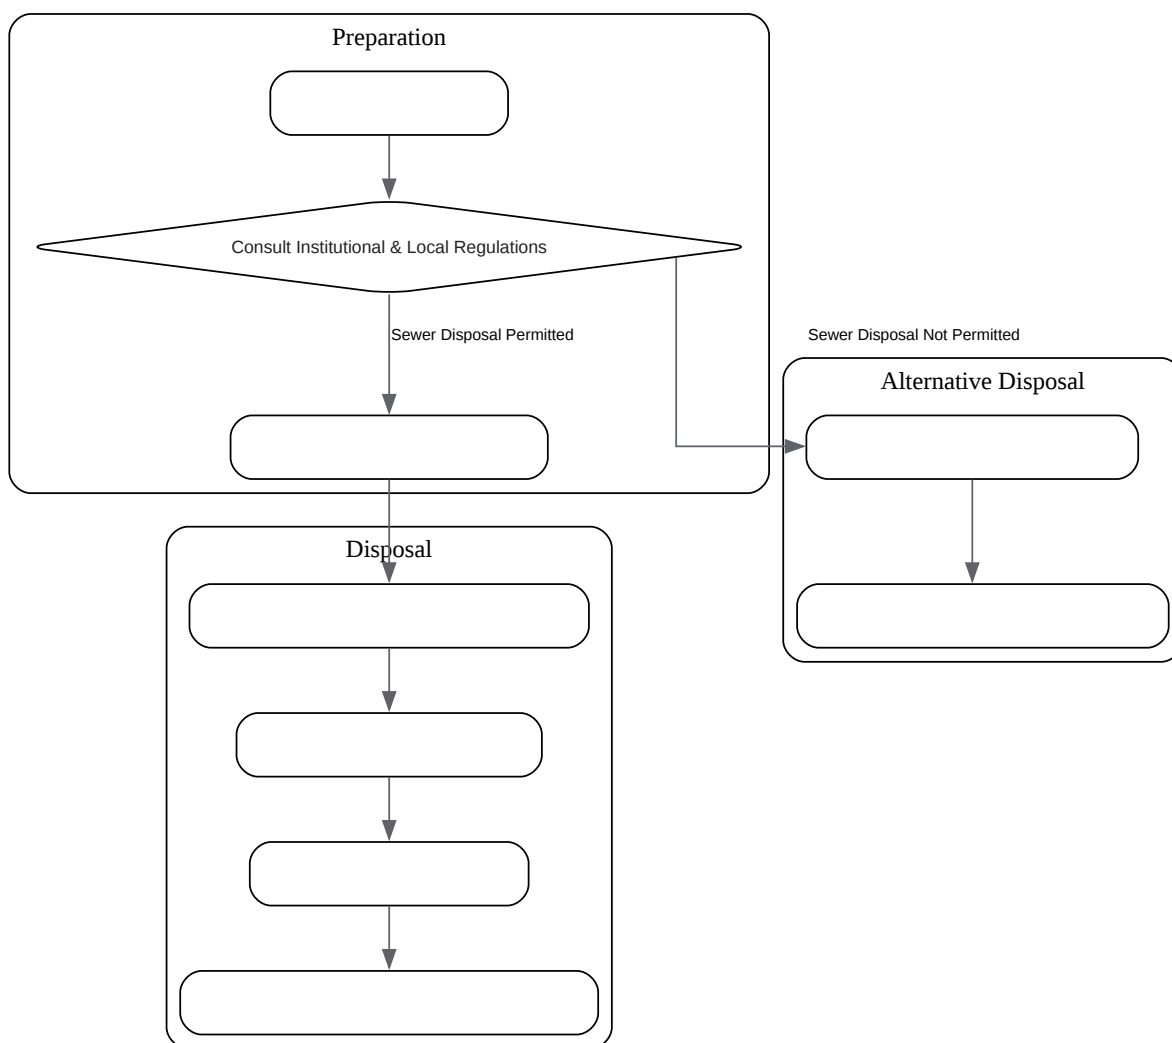 Preparation
Consult Institutional & Local Regulations
Sewer Disposal Permitted
Sewer Disposal Not Permitted
Alternative Disposal
Disposal